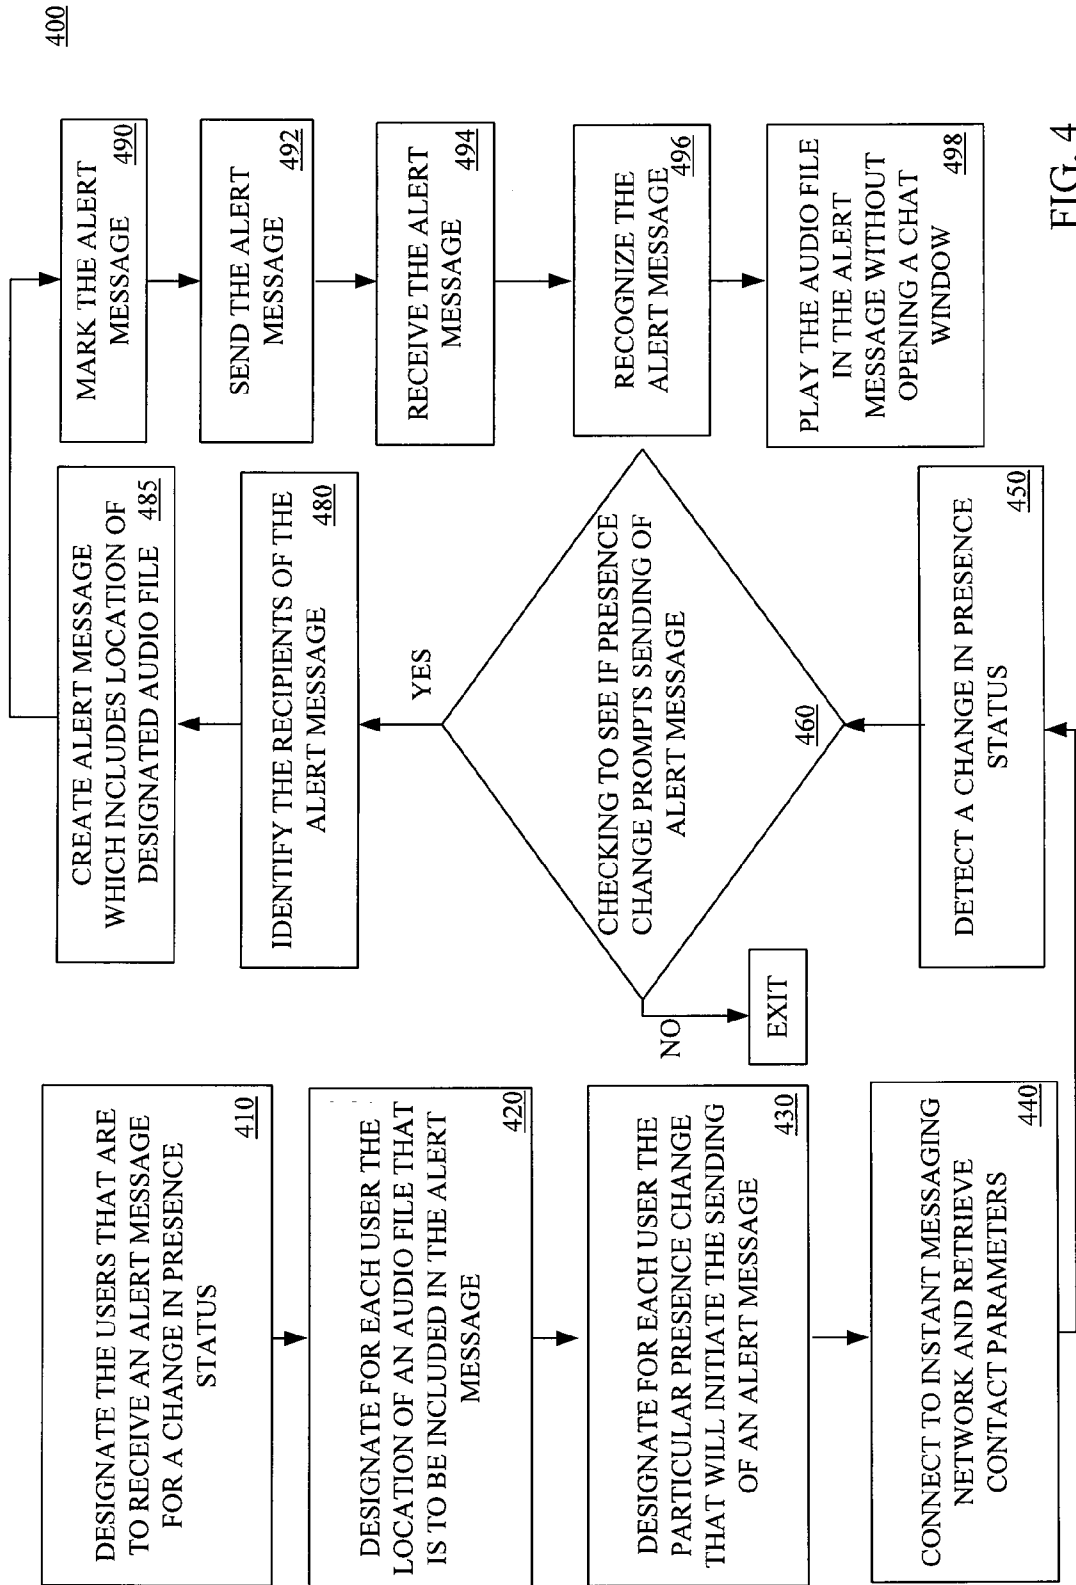 400
DESIGNATE THE USERS THAT ARE
TO RECEIVE AN ALERT MESSAGE
FOR A CHANGE IN PRESENCE
STATUS
410
DESIGNATE FOR EACH USER THE
LOCATION OF AN AUDIO FILE THAT
IS TO BE INCLUDED IN THE ALERT
MESSAGE
420
DESIGNATE FOR EACH USER THE
PARTICULAR PRESENCE CHANGE
THAT WILL INITIATE THE SENDING
OF AN ALERT MESSAGE
430
CONNECT TO INSTANT MESSAGING
NETWORK AND RETRIEVE
CONTACT PARAMETERS
440
DETECT A CHANGE IN PRESENCE
STATUS
450
CHECKING TO SEE IF PRESENCE
CHANGE PROMPTS SENDING OF
ALERT MESSAGE
460
NO
EXIT
YES
IDENTIFY THE RECIPIENTS OF THE
ALERT MESSAGE
480
CREATE ALERT MESSAGE
WHICH INCLUDES LOCATION OF
DESIGNATED AUDIO FILE
485
MARK THE ALERT
MESSAGE
490
SEND THE ALERT
MESSAGE
492
RECEIVE THE ALERT
MESSAGE
494
RECOGNIZE THE
ALERT MESSAGE
496
PLAY THE AUDIO FILE
IN THE ALERT
MESSAGE WITHOUT
OPENING A CHAT
WINDOW
498
FIG. 4